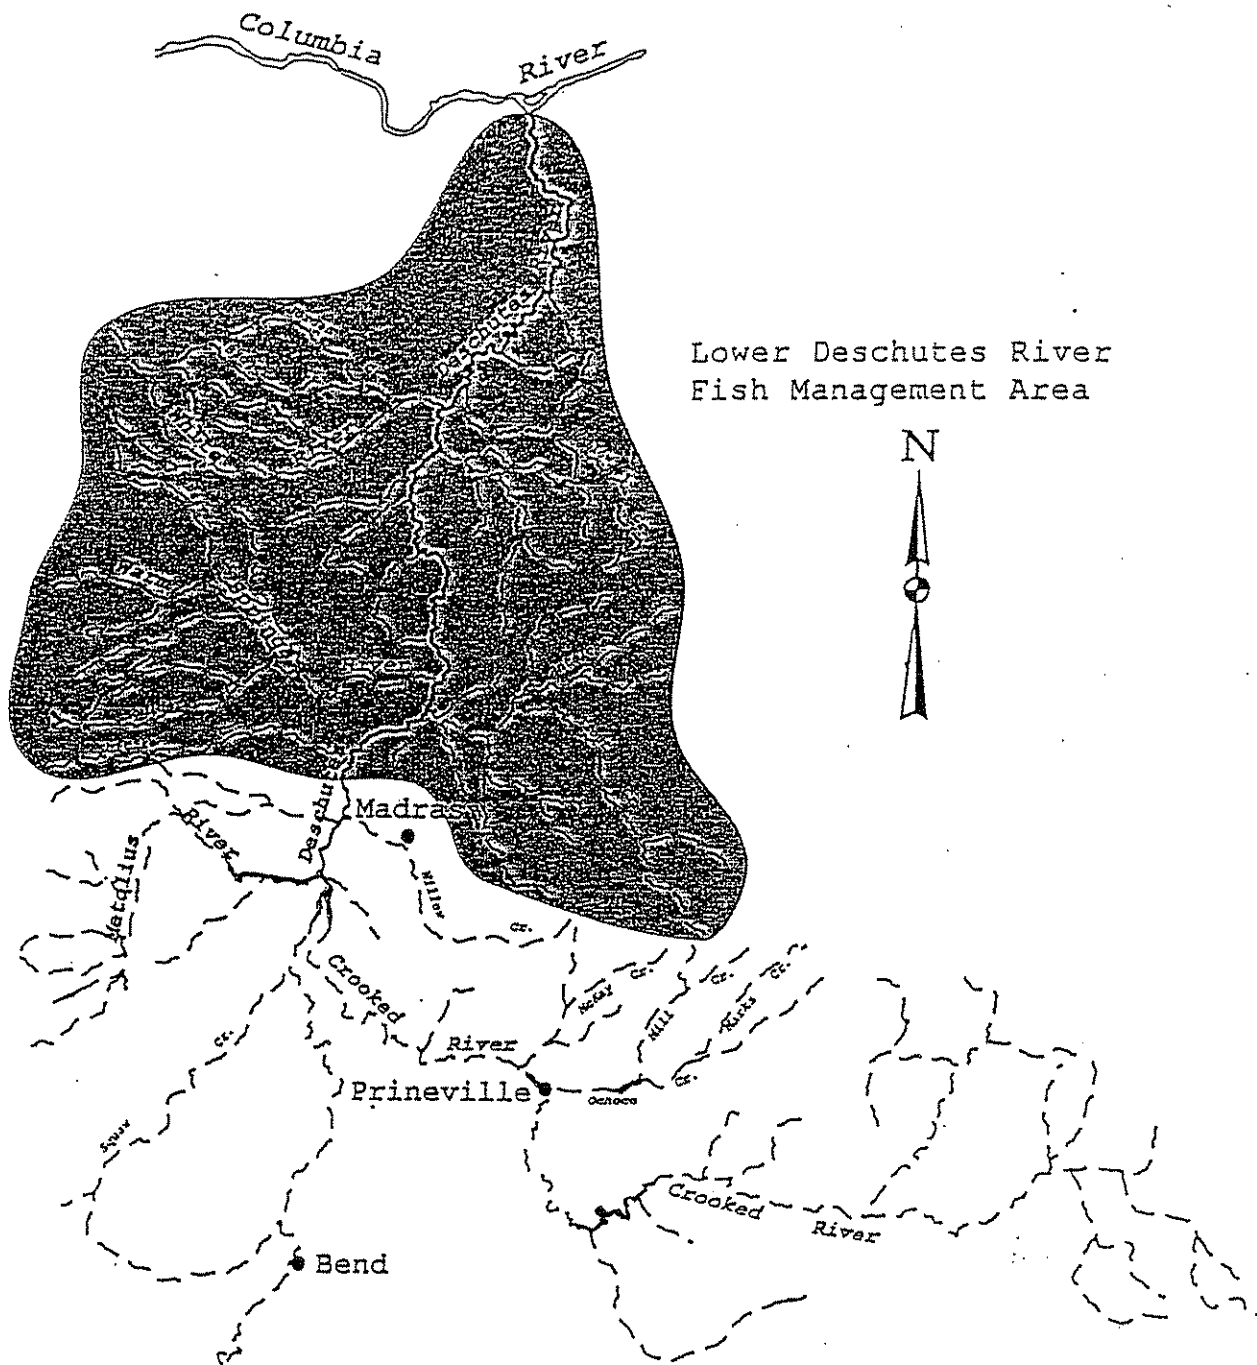 Columbia
River
Deschutes
Lower Deschutes River
Fish Management Area
N
River
Madras
River
Metolius
Willow
Cr.
Crooked
River
McKay
Cr.
Mill
Cr.
Marks
Cr.
Ochoco
Cr.
Prineville
Squaw
Cr.
Crooked
River
Bend